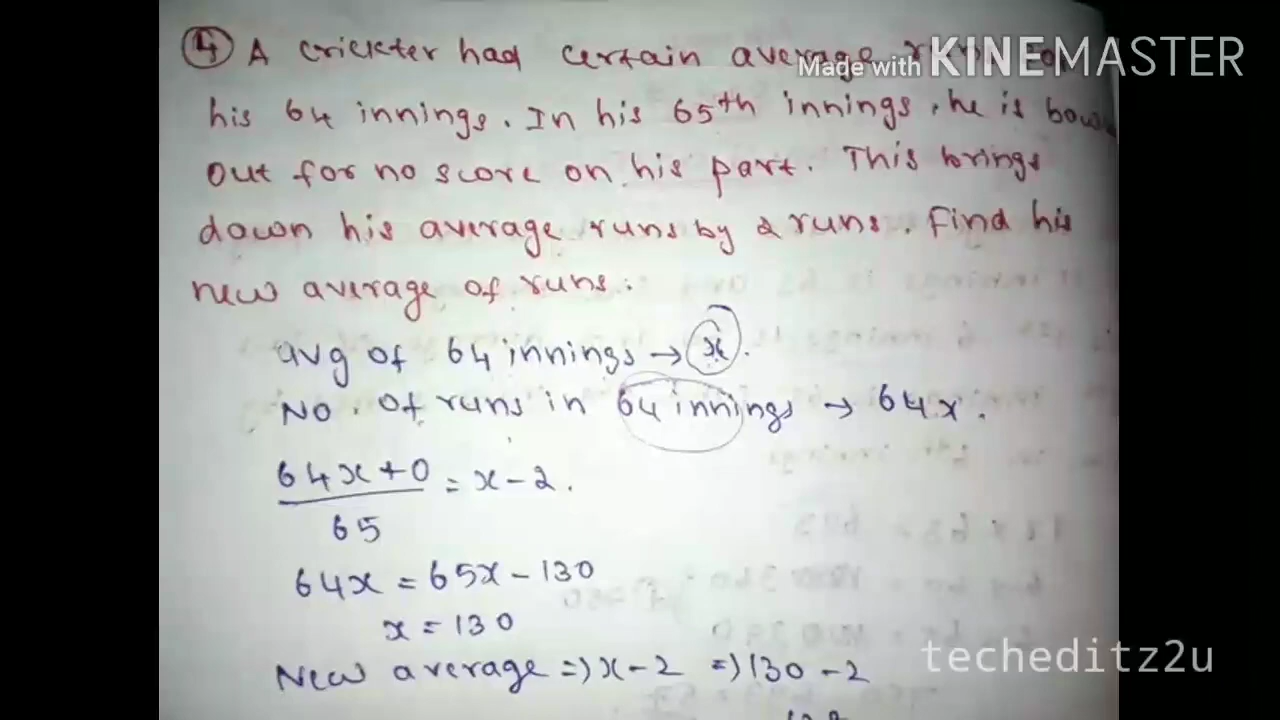 ④ A crickter had certain average
Made with KINEMASTER
his 64 innings. In his 65th innings, he is
out for no score on his part. This brings
down his average runs by 2 runs. Find his
new average of runs.
avg of 64 innings → x.
No. of runs in 64 innings → 64x.
64x+0
= x-2.
65
64x = 65x - 130
x = 130
New average =) x-2 =) 130-2
techeditz2u